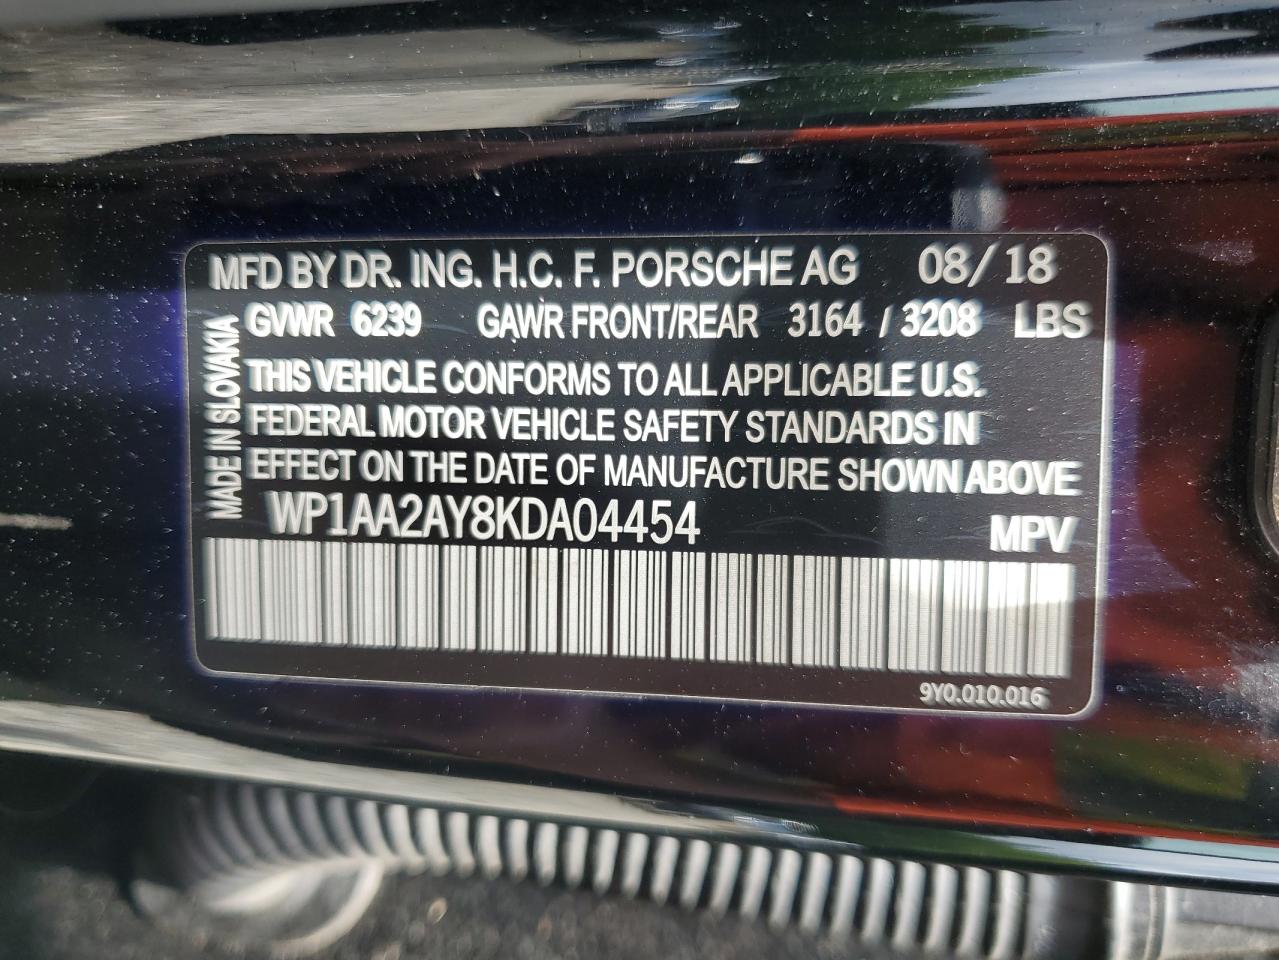 MFD BY DR. ING. H.C. F. PORSCHE AG 08/18
GVWR 6239 GAWR FRONT/REAR 3164 / 3208 LBS
THIS VEHICLE CONFORMS TO ALL APPLICABLE U.S.
FEDERAL MOTOR VEHICLE SAFETY STANDARDS IN
EFFECT ON THE DATE OF MANUFACTURE SHOWN ABOVE
WP1AA2AY8KDA04454 MPV
MADE IN SLOVAKIA
9Y0.010.016